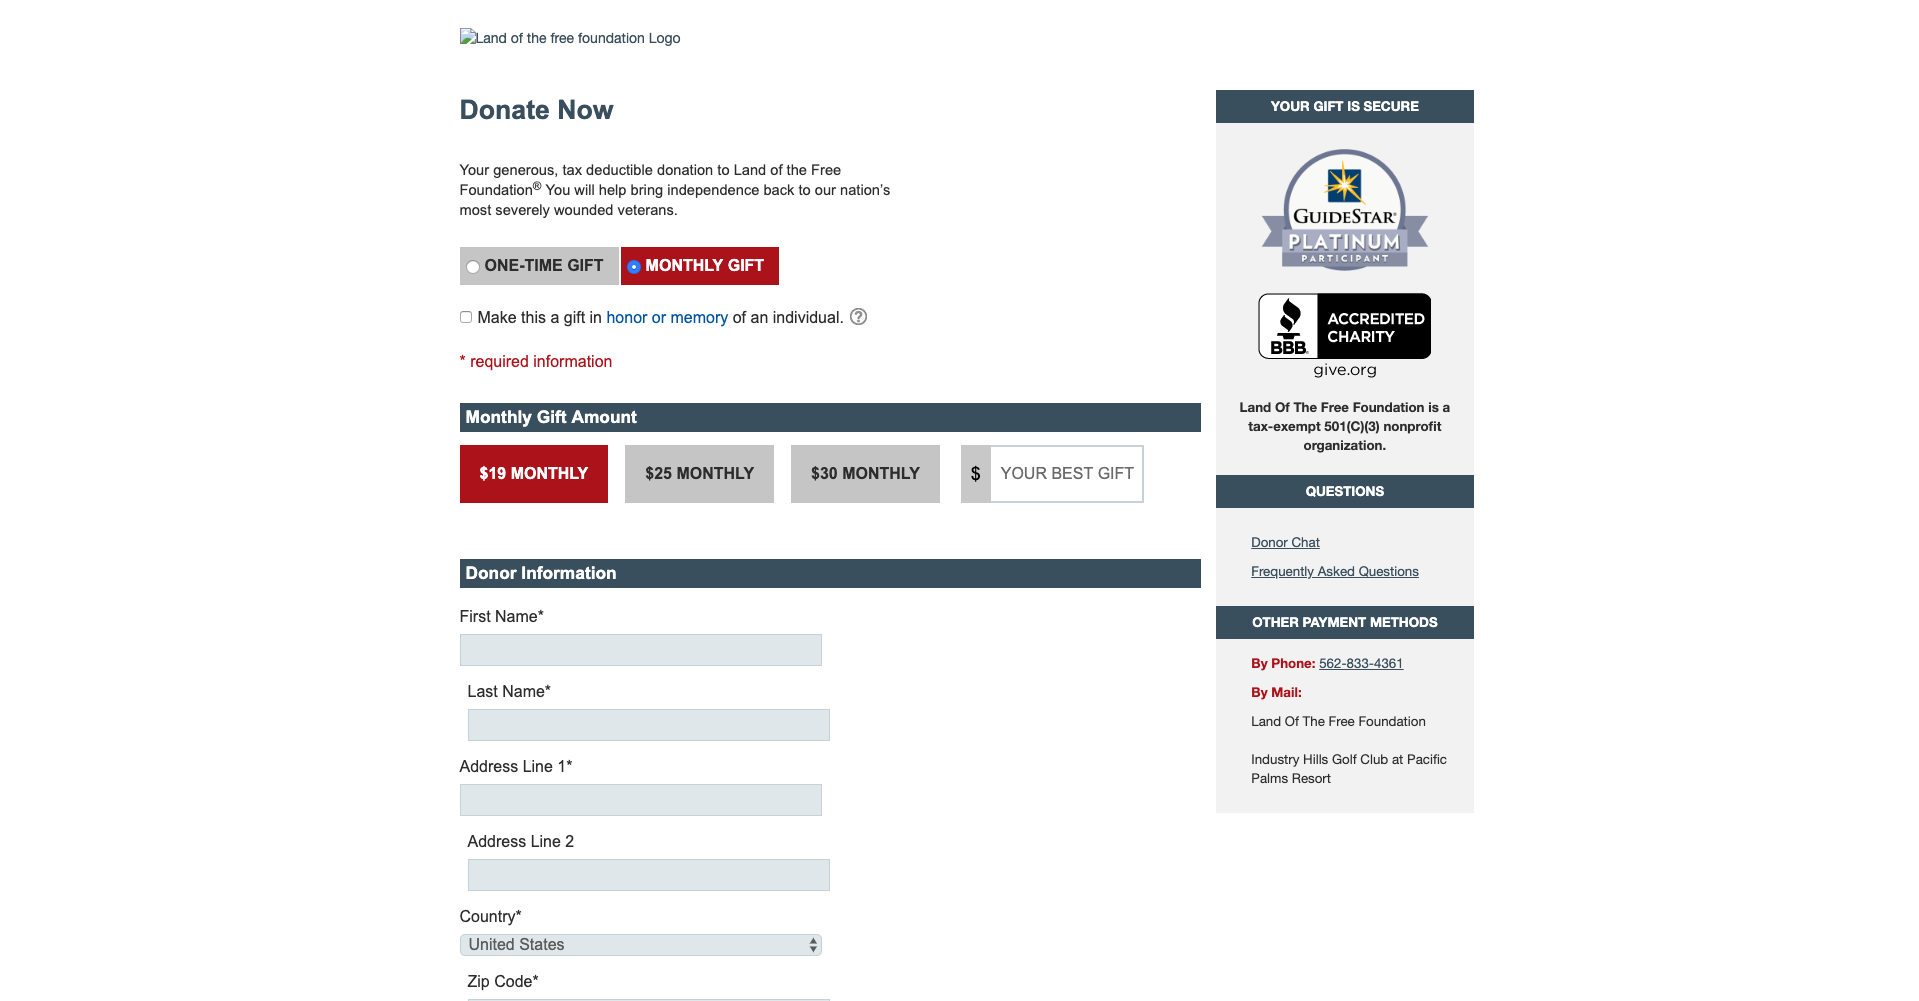 Land of the free foundation Logo
Donate Now
Your generous, tax deductible donation to Land of the Free
Foundation® You will help bring independence back to our nation’s
most severely wounded veterans.
ONE-TIME GIFT
MONTHLY GIFT
Make this a gift in honor or memory of an individual. ?
* required information
Monthly Gift Amount
$19 MONTHLY
$25 MONTHLY
$30 MONTHLY
$ YOUR BEST GIFT
Donor Information
First Name*
Last Name*
Address Line 1*
Address Line 2
Country*
United States
Zip Code*
YOUR GIFT IS SECURE
GUIDESTAR®
PLATINUM
PARTICIPANT
BBB
ACCREDITED
CHARITY
give.org
Land Of The Free Foundation is a
tax-exempt 501(C)(3) nonprofit
organization.
QUESTIONS
Donor Chat
Frequently Asked Questions
OTHER PAYMENT METHODS
By Phone: 562-833-4361
By Mail:
Land Of The Free Foundation
Industry Hills Golf Club at Pacific
Palms Resort